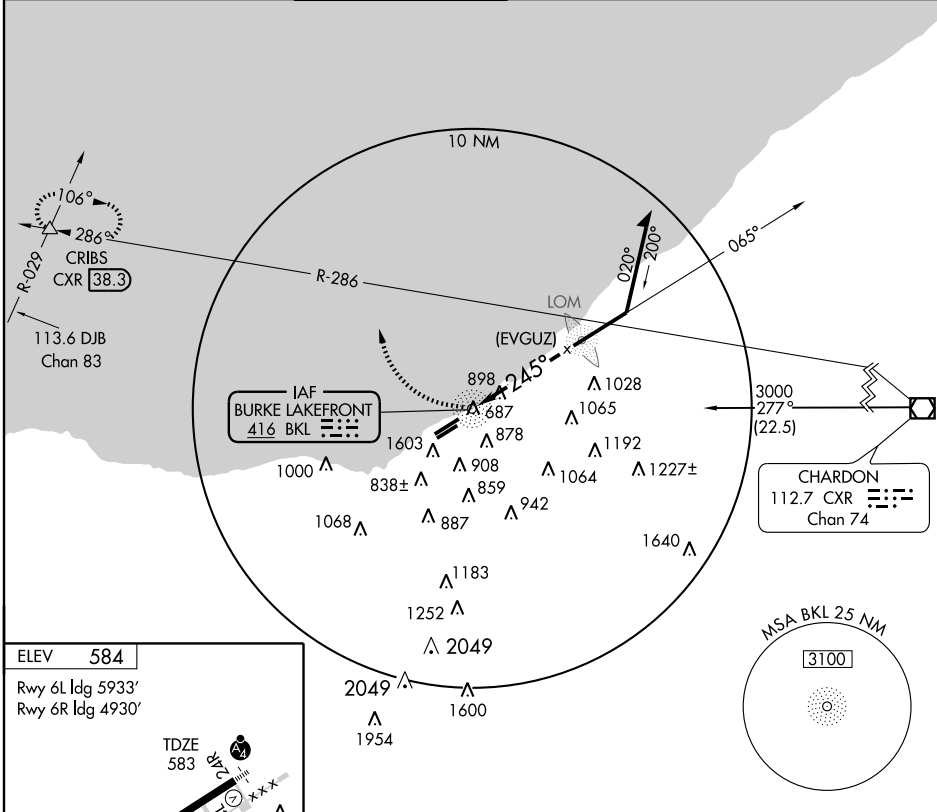 10 NM
106°
286°
CRIBS
CXR 38.3
R-029
113.6 DJB
Chan 83
R-286
020°
200°
065°
LOM
(EVGUZ)
245°
IAF
BURKE LAKEFRONT
416 BKL
3000
277°
(22.5)
CHARDON
112.7 CXR
Chan 74
898
687
1028
1065
878
1603
1192
1000
908
1064
1227±
838±
859
942
887
1068
1640
1183
1252
2049
2049
1600
1954
MSA BKL 25 NM
3100
ELEV 584
Rwy 6L ldg 5933'
Rwy 6R ldg 4930'
TDZE
583
A4
24R
x x x
V